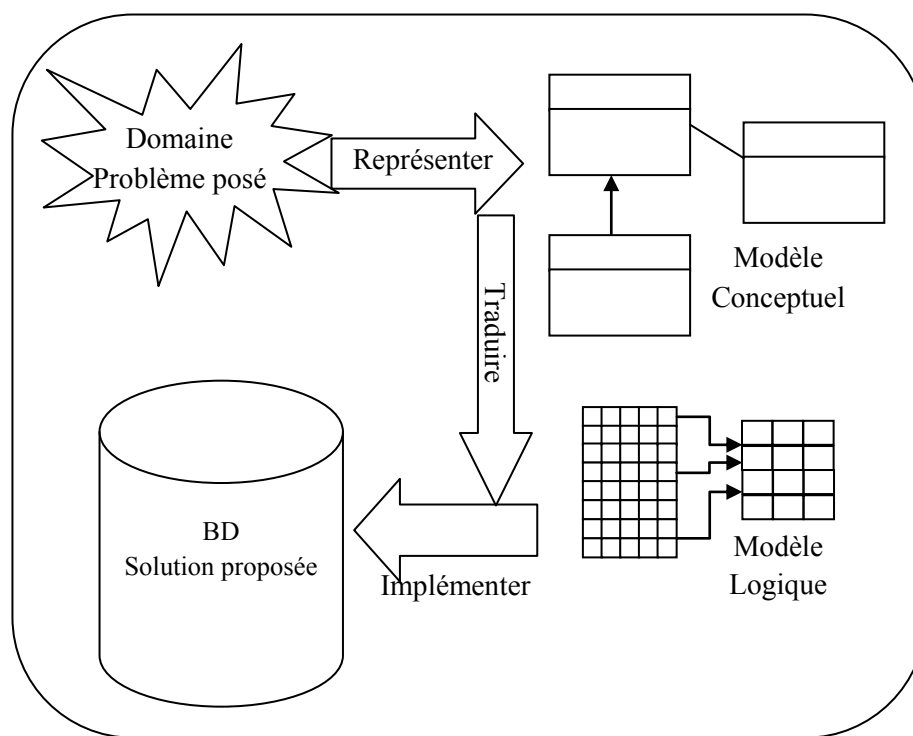 Domaine
Problème posé
Représenter
Modèle
Conceptuel
Traduire
BD
Solution proposée
Implémenter
Modèle
Logique